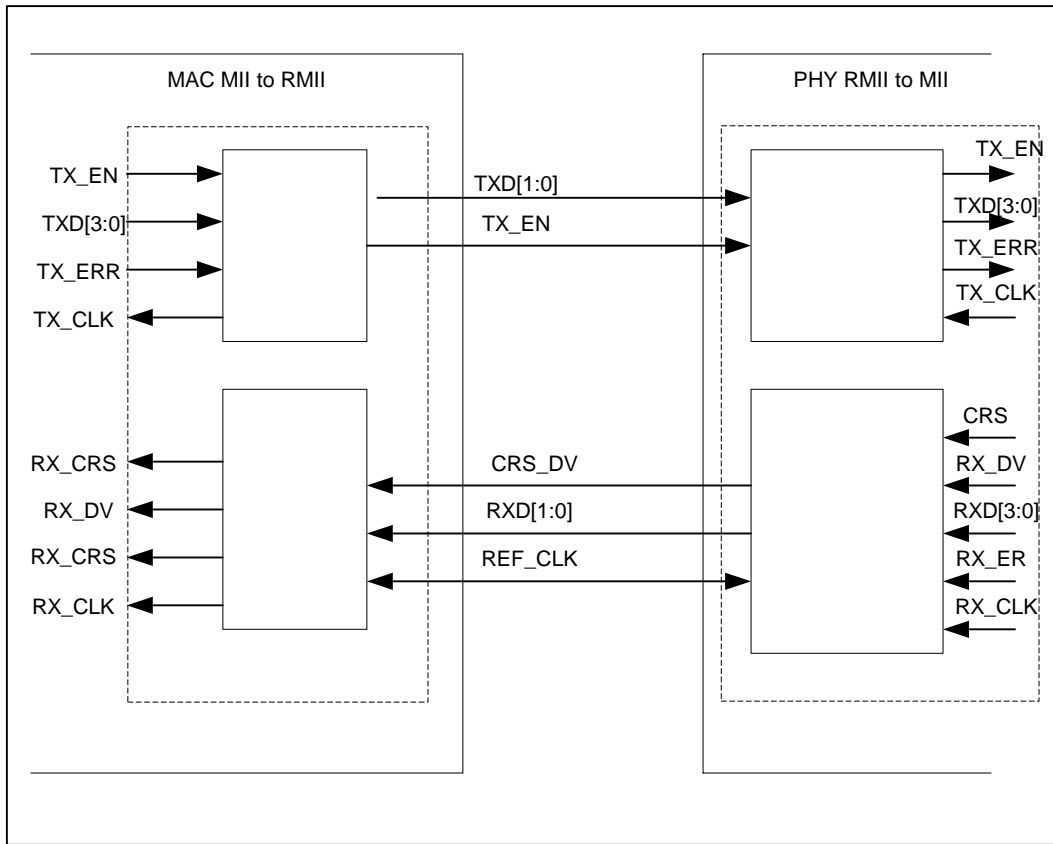 MAC MII to RMII
PHY RMII to MII
TX_EN
TXD[3:0]
TX_ERR
TX_CLK
TXD[1:0]
TX_EN
TX_EN
TXD[3:0]
TX_ERR
TX_CLK
RX_CRS
RX_DV
RX_CRS
RX_CLK
CRS_DV
RXD[1:0]
REF_CLK
CRS
RX_DV
RXD[3:0]
RX_ER
RX_CLK